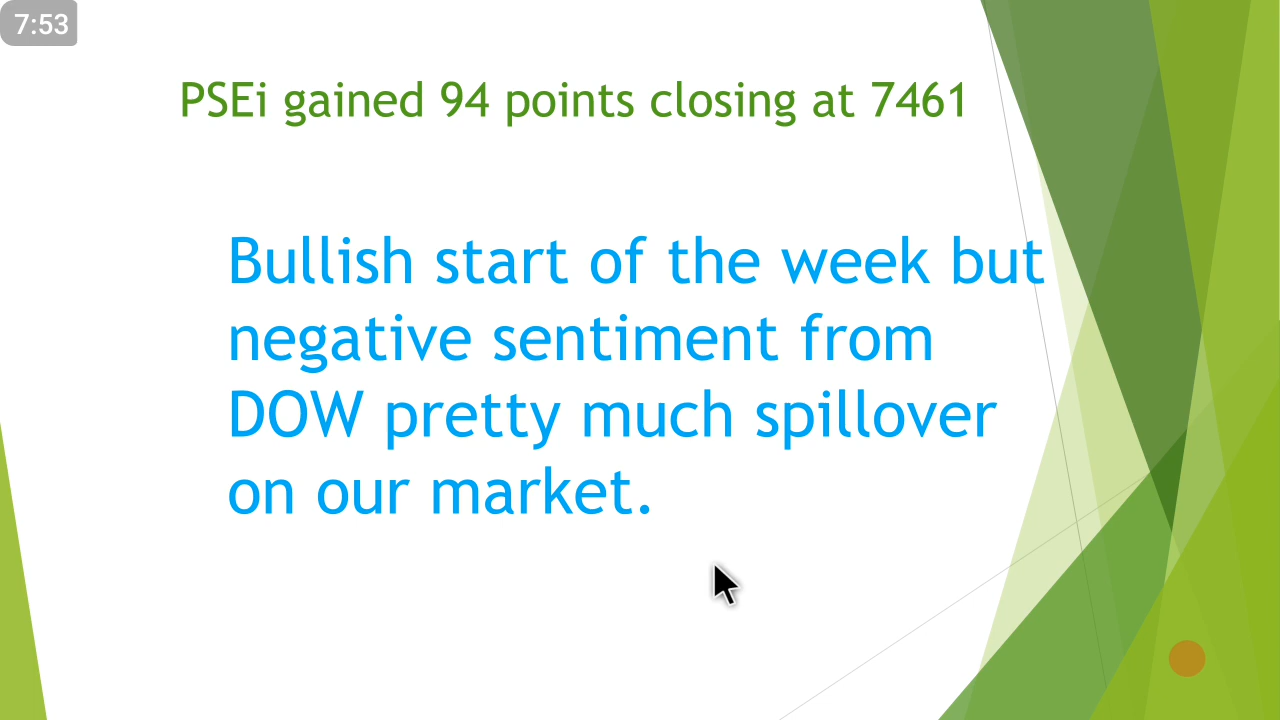 7:53
PSEi gained 94 points closing at 7461
Bullish start of the week but
negative sentiment from
DOW pretty much spillover
on our market.